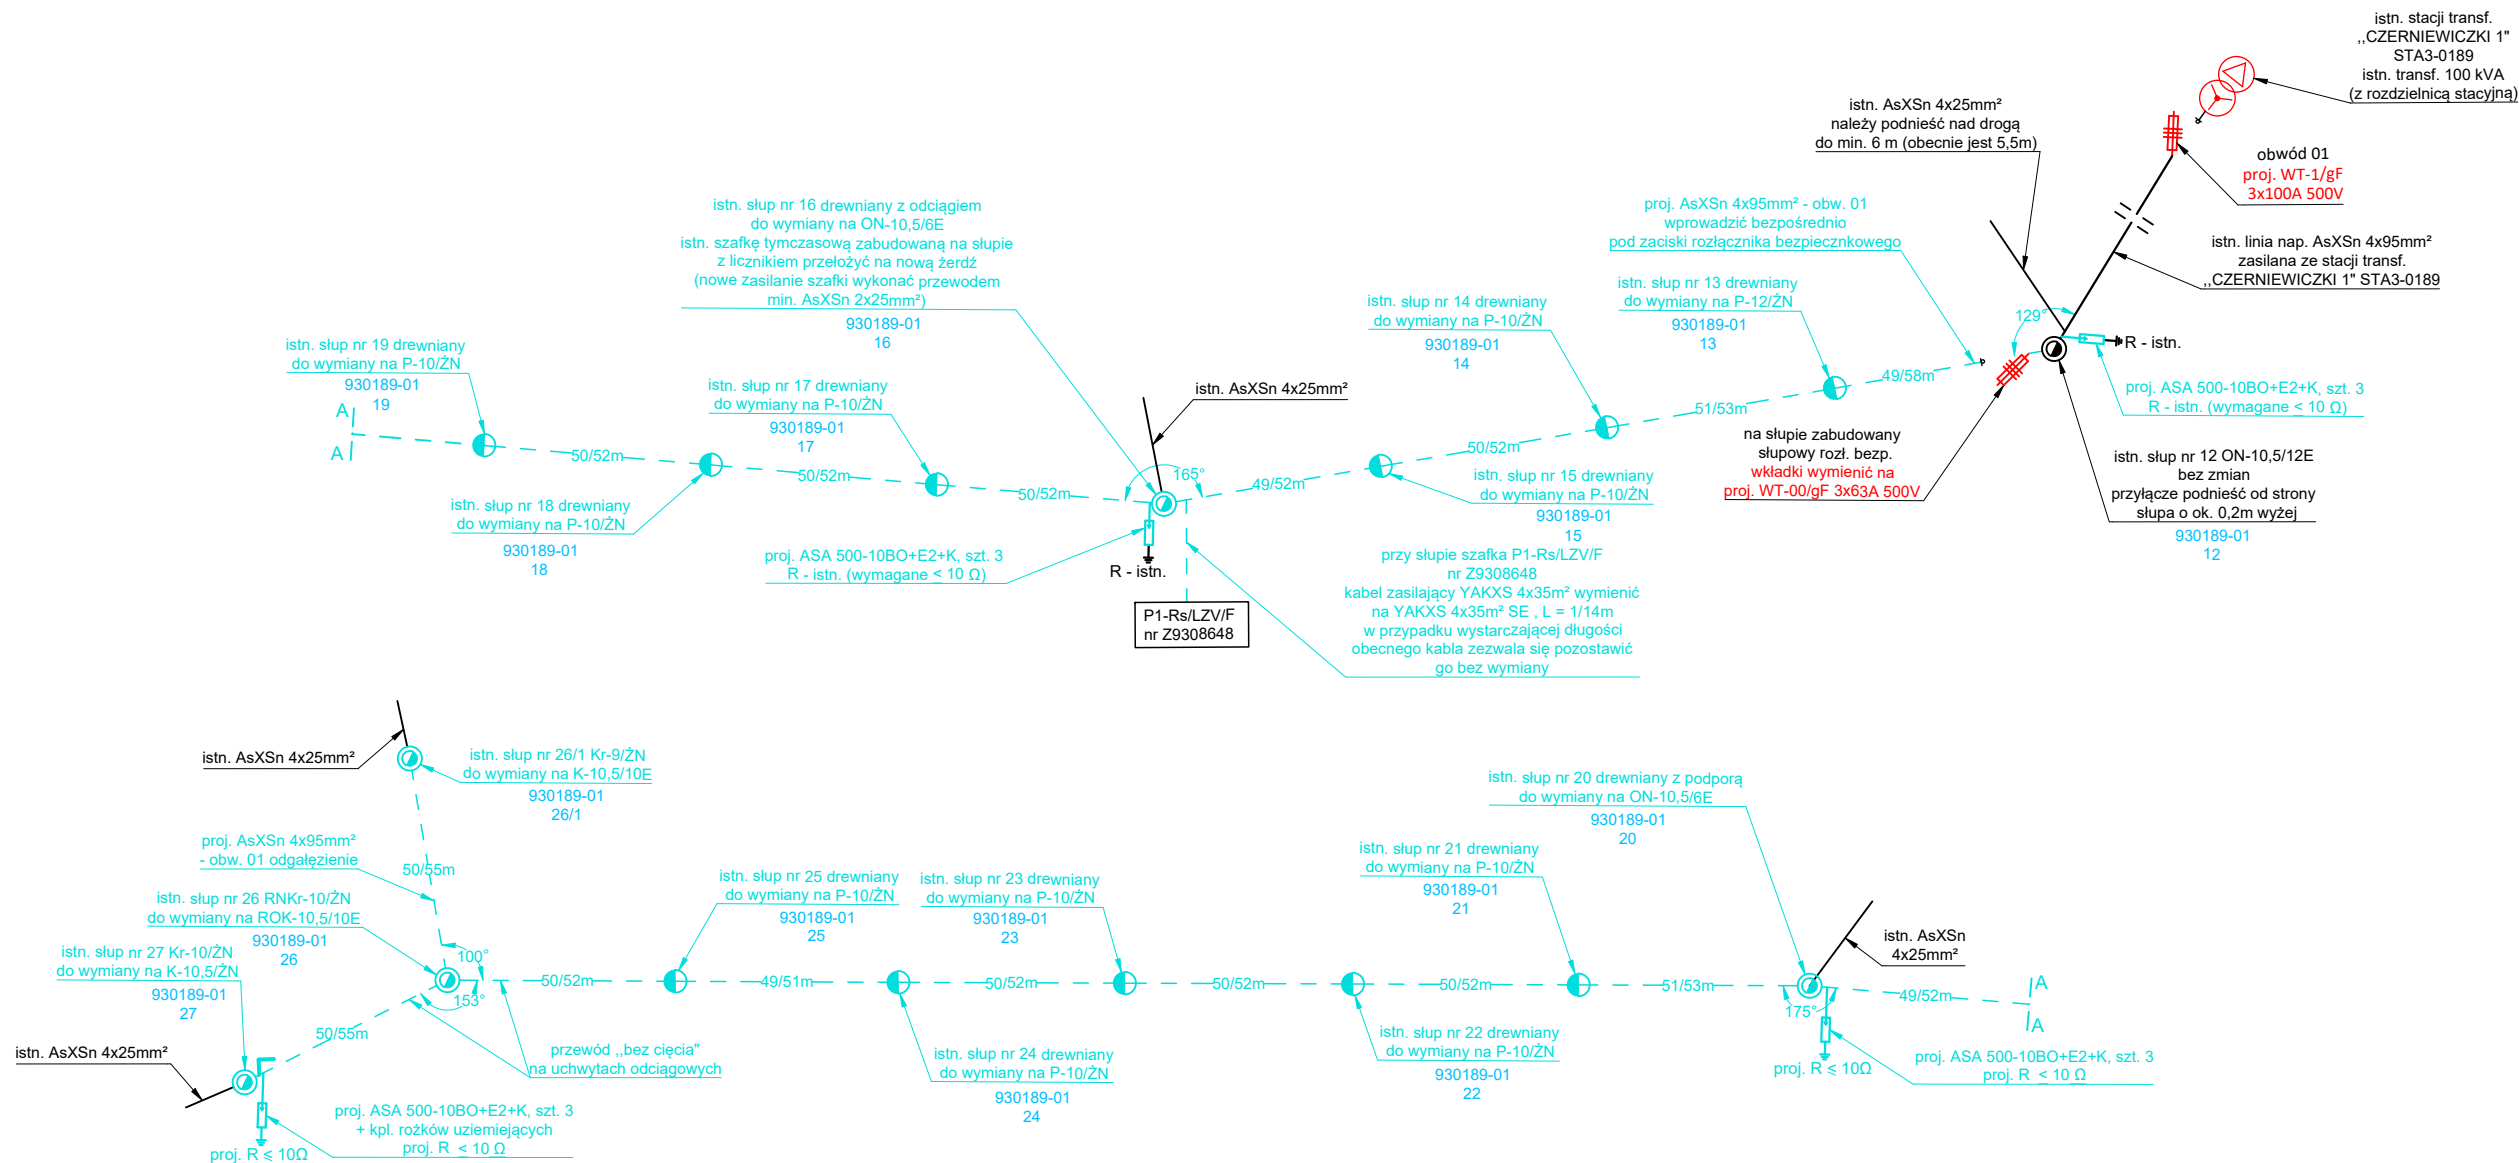 istn. stacji transf.
,,CZERNIEWICZKI 1"
STA3-0189
istn. transf. 100 kVA
(z rozdzielnicą stacyjną)
istn. AsXSn 4x25mm²
należy podnieść nad drogą
do min. 6 m (obecnie jest 5,5m)
obwód 01
proj. WT-1/gF
3x100A 500V
istn. linia nap. AsXSn 4x95mm²
zasilana ze stacji transf.
,,CZERNIEWICZKI 1" STA3-0189
proj. AsXSn 4x95mm² - obw. 01
wprowadzić bezpośrednio
pod zaciski rozłącznika bezpiecznkowego
istn. słup nr 16 drewniany z odciągiem
do wymiany na ON-10,5/6E
istn. szafkę tymczasową zabudowaną na słupie
z licznikiem przełożyć na nową żerdź
(nowe zasilanie szafki wykonać przewodem
min. AsXSn 2x25mm²)
930189-01
16
istn. słup nr 14 drewniany
do wymiany na P-10/ŻN
930189-01
14
istn. słup nr 13 drewniany
do wymiany na P-12/ŻN
930189-01
13
129°
R - istn.
proj. ASA 500-10BO+E2+K, szt. 3
R - istn. (wymagane ≤ 10 Ω)
istn. słup nr 19 drewniany
do wymiany na P-10/ŻN
930189-01
19
A
A
istn. słup nr 17 drewniany
do wymiany na P-10/ŻN
930189-01
17
istn. AsXSn 4x25mm²
50/52m
50/52m
50/52m
165°
49/52m
50/52m
51/53m
49/58m
istn. słup nr 18 drewniany
do wymiany na P-10/ŻN
930189-01
18
proj. ASA 500-10BO+E2+K, szt. 3
R - istn. (wymagane ≤ 10 Ω)
R - istn.
P1-Rs/LZV/F
nr Z9308648
istn. słup nr 15 drewniany
do wymiany na P-10/ŻN
930189-01
15
przy słupie szafka P1-Rs/LZV/F
nr Z9308648
kabel zasilający YAKXS 4x35m² wymienić
na YAKXS 4x35m² SE , L = 1/14m
w przypadku wystarczającej długości
obecnego kabla zezwala się pozostawić
go bez wymiany
na słupie zabudowany
słupowy rozł. bezp.
wkładki wymienić na
proj. WT-00/gF 3x63A 500V
istn. słup nr 12 ON-10,5/12E
bez zmian
przyłącze podnieść od strony
słupa o ok. 0,2m wyżej
930189-01
12
istn. AsXSn 4x25mm²
istn. słup nr 26/1 Kr-9/ŻN
do wymiany na K-10,5/10E
930189-01
26/1
proj. AsXSn 4x95mm²
- obw. 01 odgałęzienie
50/55m
istn. słup nr 26 RNKr-10/ŻN
do wymiany na ROK-10,5/10E
930189-01
26
istn. słup nr 27 Kr-10/ŻN
do wymiany na K-10,5/ŻN
930189-01
27
100°
153°
50/55m
istn. AsXSn 4x25mm²
przewód ,,bez cięcia"
na uchwytach odciągowych
proj. ASA 500-10BO+E2+K, szt. 3
+ kpl. rożków uziemiejących
proj. R ≤ 10 Ω
proj. R ≤ 10Ω
istn. słup nr 25 drewniany
do wymiany na P-10/ŻN
930189-01
25
istn. słup nr 23 drewniany
do wymiany na P-10/ŻN
930189-01
23
istn. słup nr 21 drewniany
do wymiany na P-10/ŻN
930189-01
21
istn. słup nr 20 drewniany z podporą
do wymiany na ON-10,5/6E
930189-01
20
istn. AsXSn
4x25mm²
50/52m
49/51m
50/52m
50/52m
50/52m
51/53m
49/52m
175°
A
A
istn. słup nr 24 drewniany
do wymiany na P-10/ŻN
930189-01
24
istn. słup nr 22 drewniany
do wymiany na P-10/ŻN
930189-01
22
proj. R ≤ 10Ω
proj. ASA 500-10BO+E2+K, szt. 3
proj. R ≤ 10 Ω